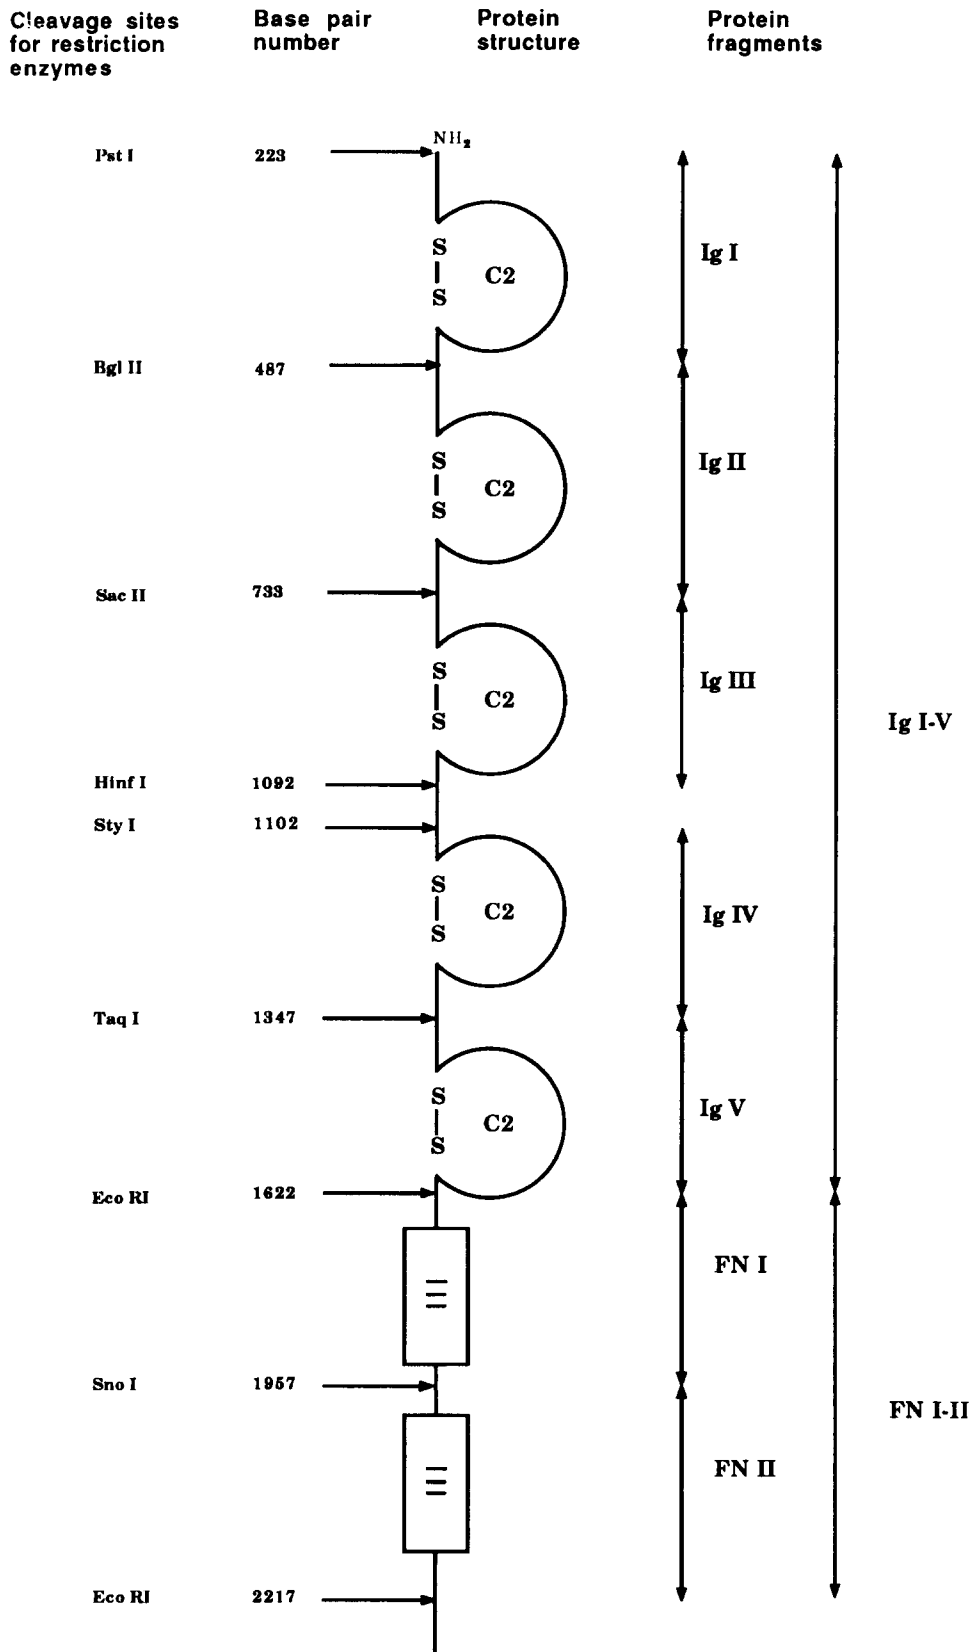 Cleavage sites for restriction enzymes
Base pair number
Protein structure
Protein fragments
NH2
Pst I 223
S
S
C2
Ig I
Bgl II 487
S
S
C2
Ig II
Sac II 733
S
S
C2
Ig III
Ig I-V
Hinf I 1092
Sty I 1102
S
S
C2
Ig IV
Taq I 1347
S
S
C2
Ig V
Eco RI 1622
FN I
III
Sno I 1957
FN I-II
FN II
III
Eco RI 2217